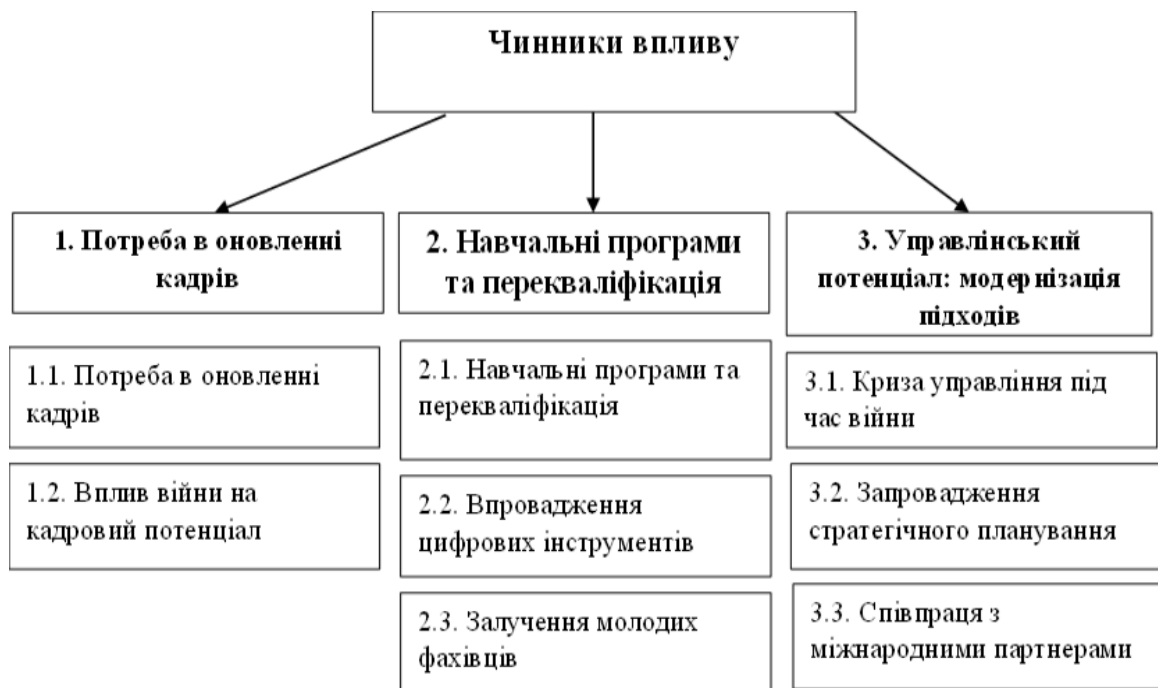 Чинники впливу
1. Потреба в оновленні
кадрів
2. Навчальні програми
та перекваліфікація
3. Управлінський
потенціал: модернізація
підходів
1.1. Потреба в оновленні
кадрів
1.2. Вплив війни на
кадровий потенціал
2.1. Навчальні програми та
перекваліфікація
2.2. Впровадження
цифрових інструментів
2.3. Залучення молодих
фахівців
3.1. Криза управління під
час війни
3.2. Запровадження
стратегічного планування
3.3. Співпраця з
міжнародними партнерами